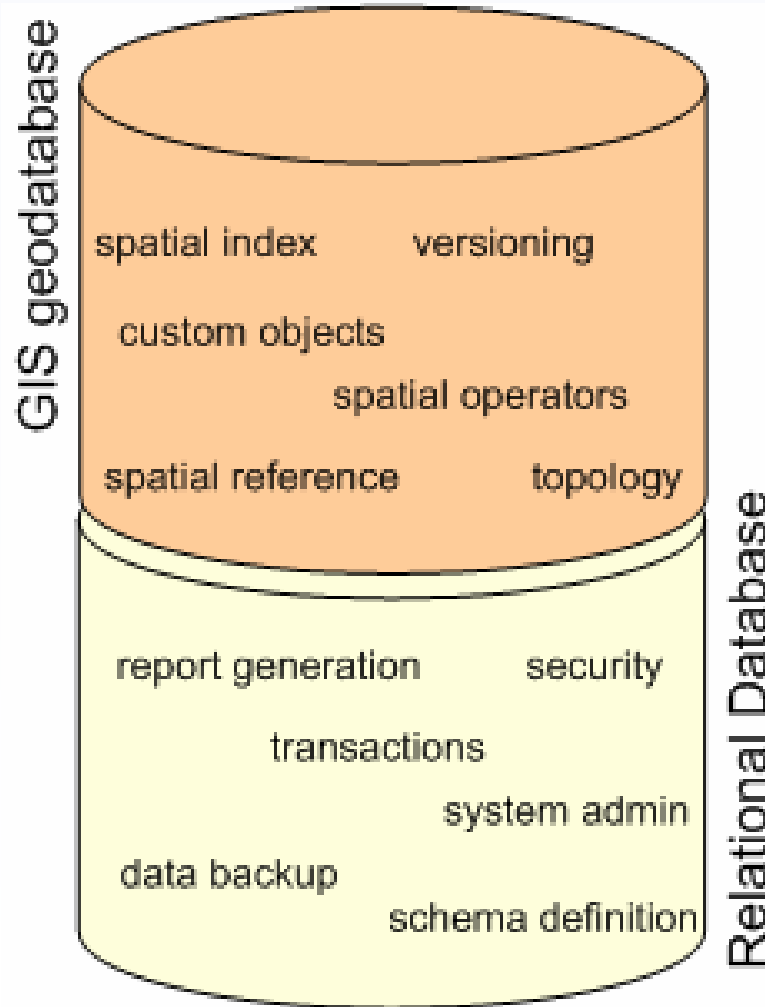 GIS geodatabase
spatial index versioning
custom objects
spatial operators
spatial reference topology
Relational Database
report generation security
transactions
system admin
data backup
schema definition